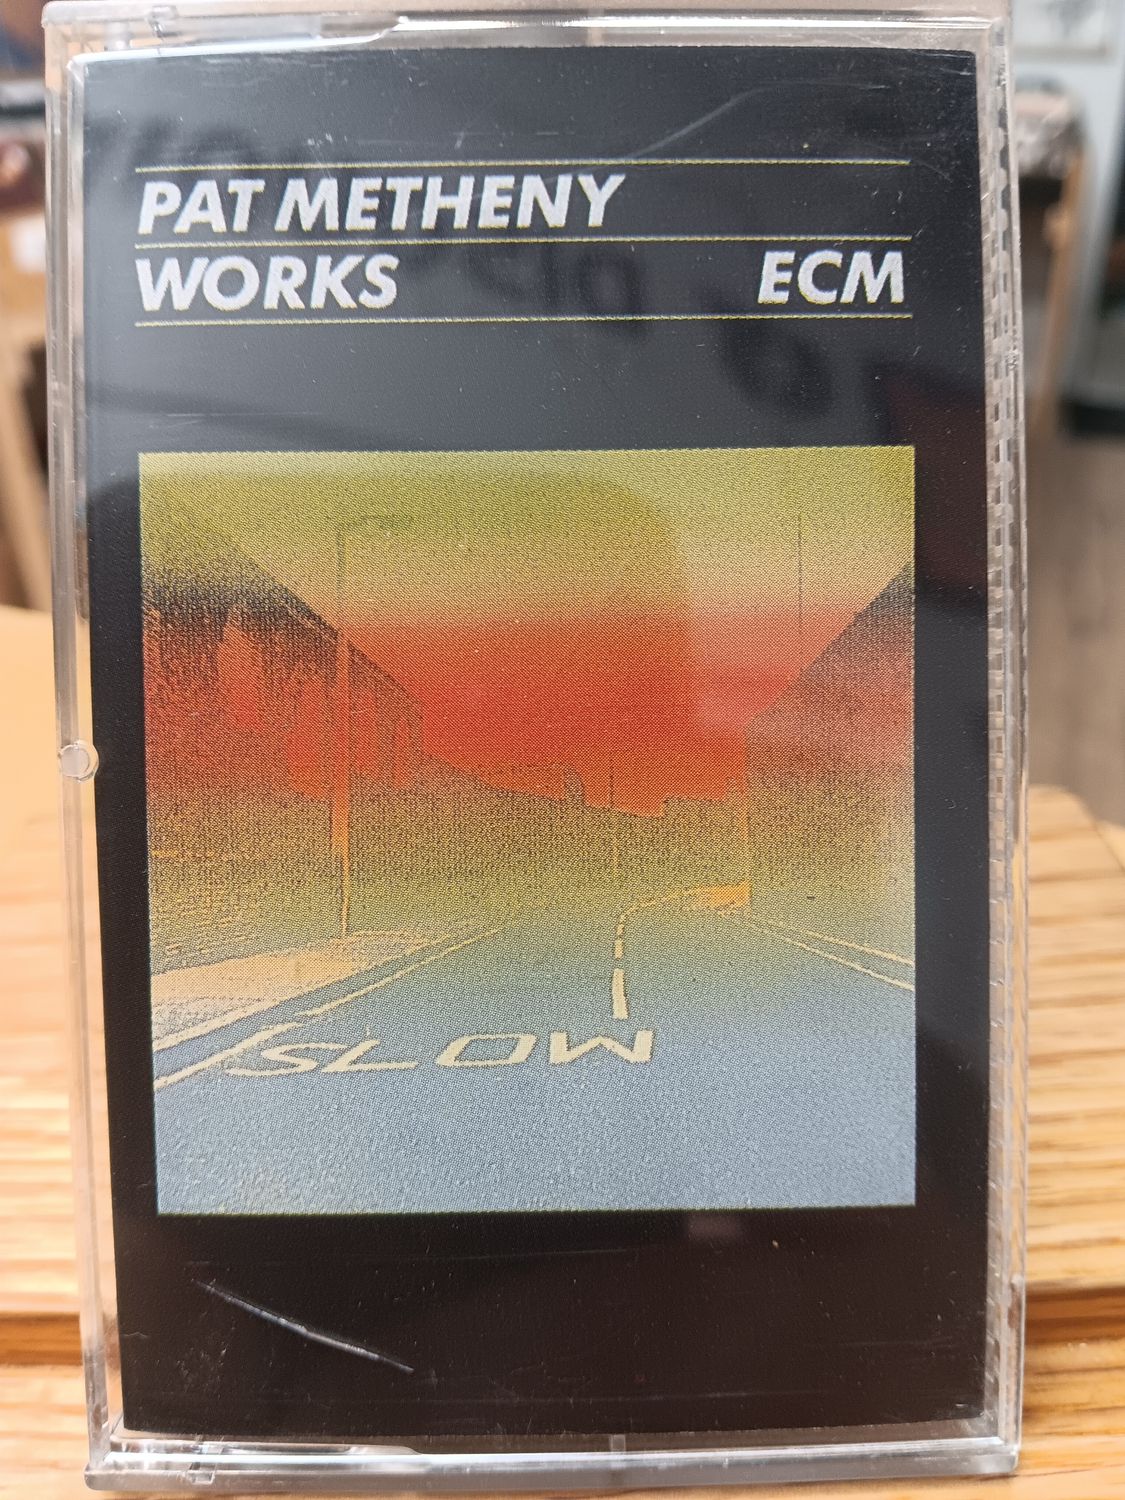 PAT METHENY
WORKS ECM
SLOW